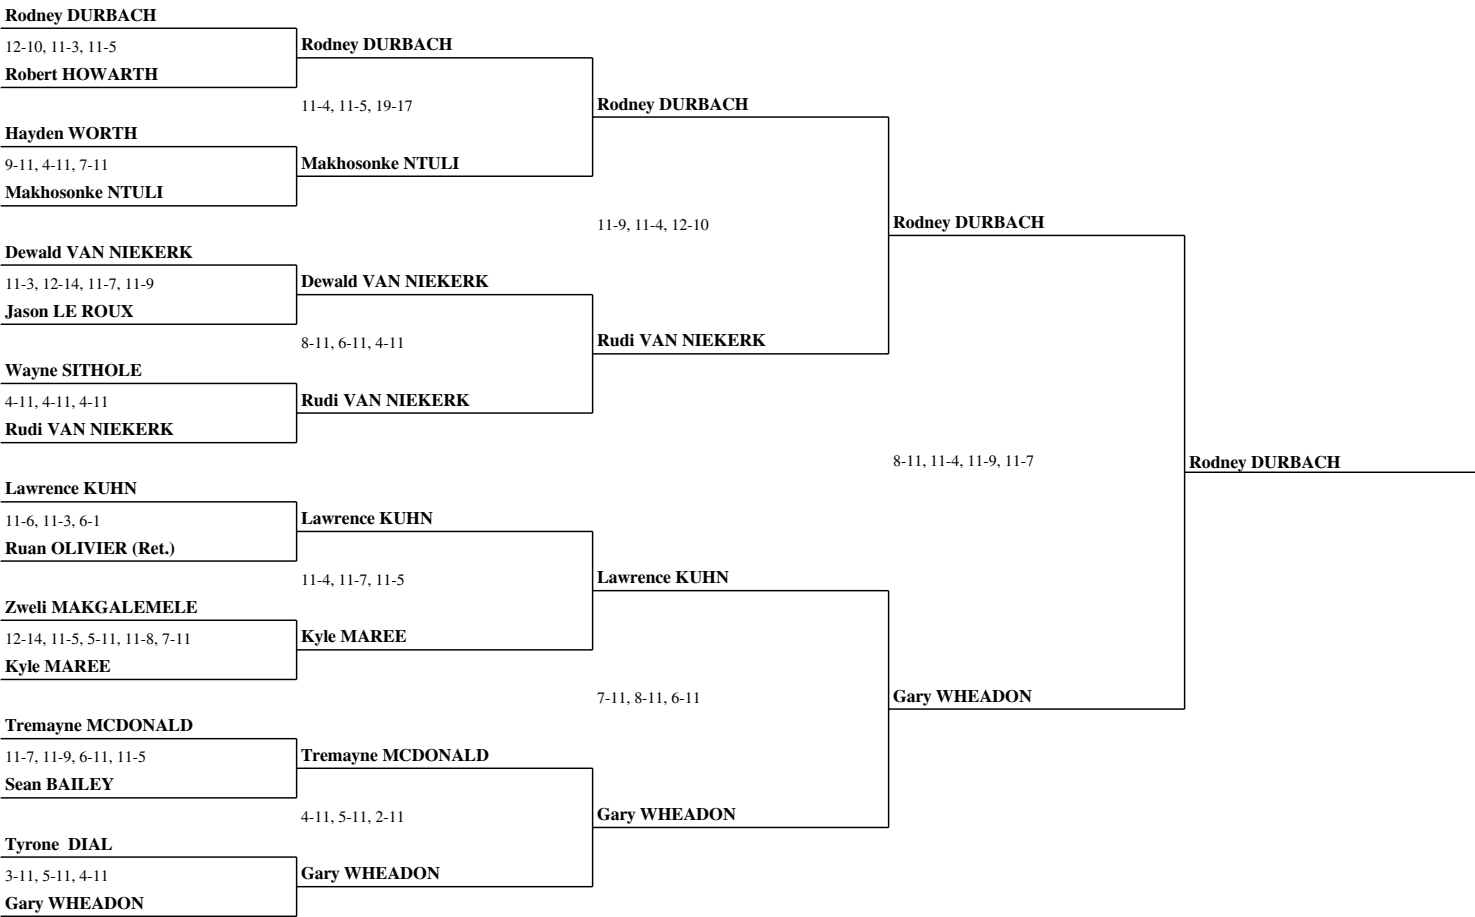 Rodney DURBACH
12-10, 11-3, 11-5
Robert HOWARTH
Hayden WORTH
9-11, 4-11, 7-11
Makhosonke NTULI
Dewald VAN NIEKERK
11-3, 12-14, 11-7, 11-9
Jason LE ROUX
Wayne SITHOLE
4-11, 4-11, 4-11
Rudi VAN NIEKERK
Lawrence KUHN
11-6, 11-3, 6-1
Ruan OLIVIER (Ret.)
Zweli MAKGALEMELE
12-14, 11-5, 5-11, 11-8, 7-11
Kyle MAREE
Tremayne MCDONALD
11-7, 11-9, 6-11, 11-5
Sean BAILEY
Tyrone  DIAL
3-11, 5-11, 4-11
Gary WHEADON
Rodney DURBACH
11-4, 11-5, 19-17
Makhosonke NTULI
Dewald VAN NIEKERK
8-11, 6-11, 4-11
Rudi VAN NIEKERK
Lawrence KUHN
11-4, 11-7, 11-5
Kyle MAREE
Tremayne MCDONALD
4-11, 5-11, 2-11
Gary WHEADON
Rodney DURBACH
11-9, 11-4, 12-10
Rudi VAN NIEKERK
Lawrence KUHN
7-11, 8-11, 6-11
Gary WHEADON
Rodney DURBACH
8-11, 11-4, 11-9, 11-7
Gary WHEADON
Rodney DURBACH